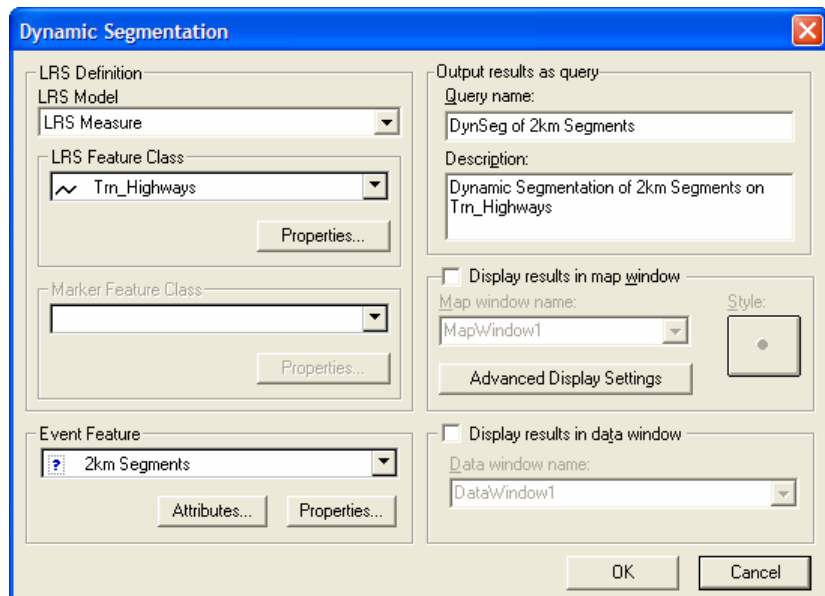 Dynamic Segmentation
LRS Definition
LRS Model
LRS Measure
LRS Feature Class
Trn_Highways
Properties...
Marker Feature Class
Properties...
Event Feature
? 2km Segments
Attributes... Properties...
Output results as query
Query name:
DynSeg of 2km Segments
Description:
Dynamic Segmentation of 2km Segments on
Trn_Highways
Display results in map window
Map window name: Style:
MapWindow1
Advanced Display Settings
Display results in data window
Data window name:
DataWindow1
OK Cancel